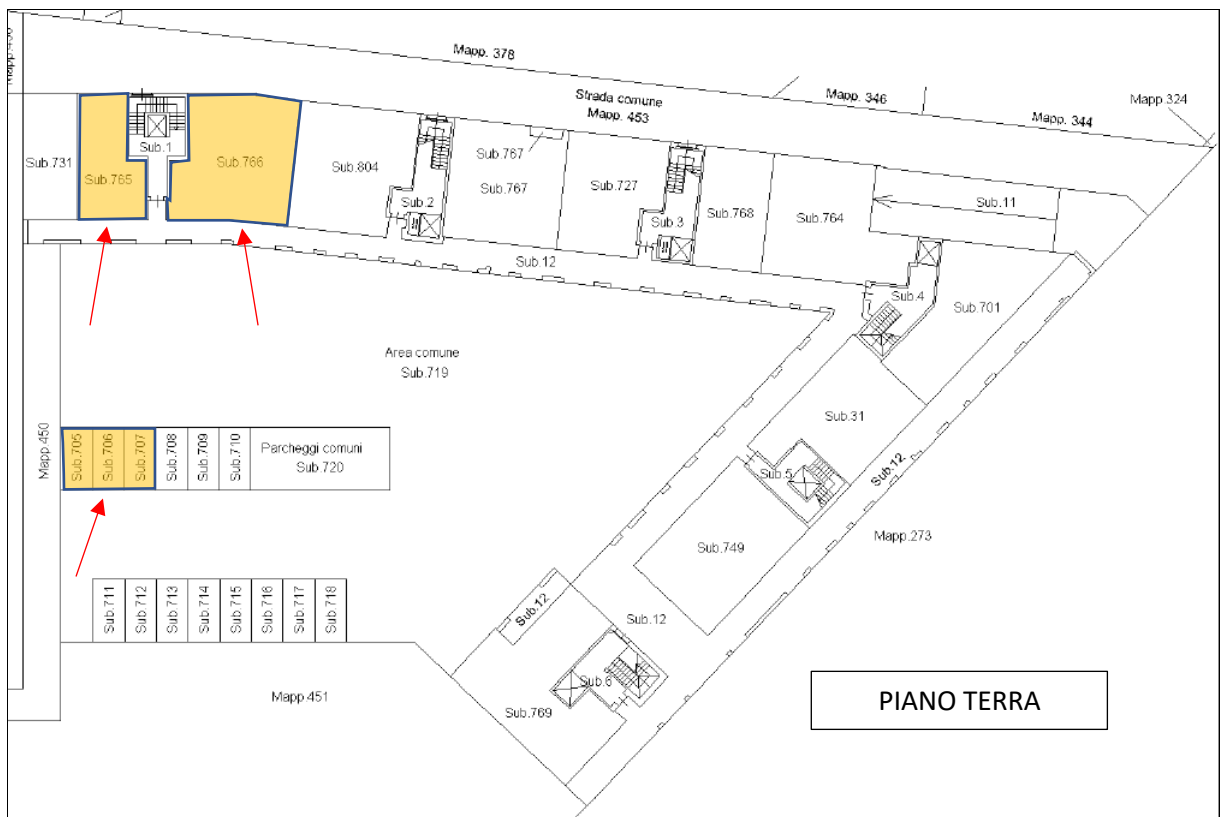 Mapp. 378
Mapp. 346
Mapp. 324
Mapp. 344
Strada comune
Mapp. 453
Sub.731
Sub.765
Sub.1
Sub.766
Sub.804
Sub.2
Sub.767
Sub.767
Sub.727
Sub.3
Sub.768
Sub.764
Sub.11
Sub.12
Sub.4
Sub.701
Area comune
Sub.719
Mapp.450
Sub.705
Sub.706
Sub.707
Sub.708
Sub.709
Sub.710
Parcheggi comuni
Sub.720
Sub.31
Sub.5
Sub.12
Sub.749
Mapp.273
Sub.711
Sub.712
Sub.713
Sub.714
Sub.715
Sub.716
Sub.717
Sub.718
Sub.12
Sub.12
Sub.6
Sub.769
Mapp.451
PIANO TERRA